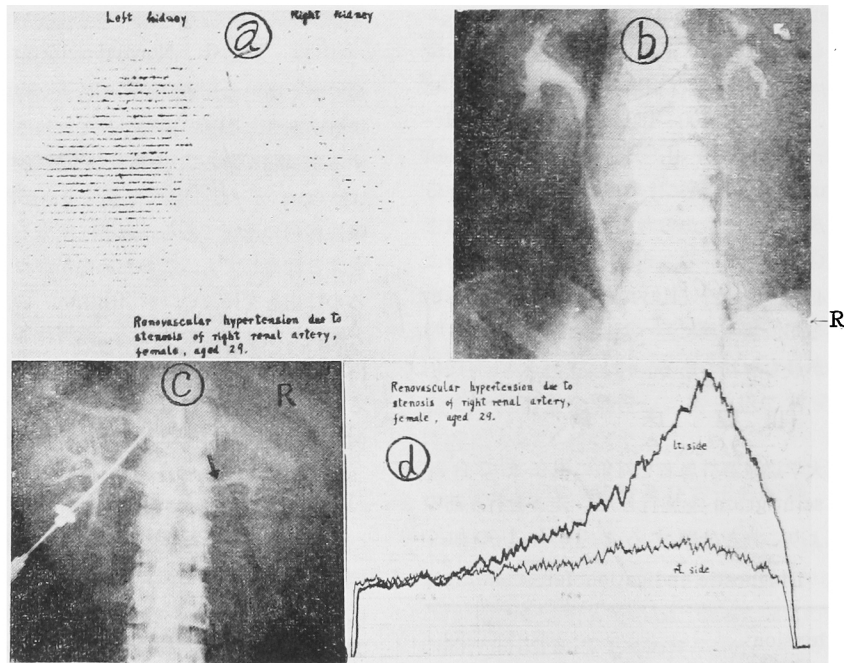 Left kidney
Right kidney
a
Renovascular hypertension due to
stenosis of right renal artery,
female, aged 29.
b
R
C
R
Renovascular hypertension due to
stenosis of right renal artery,
female, aged 29.
d
lt. side
rt. side